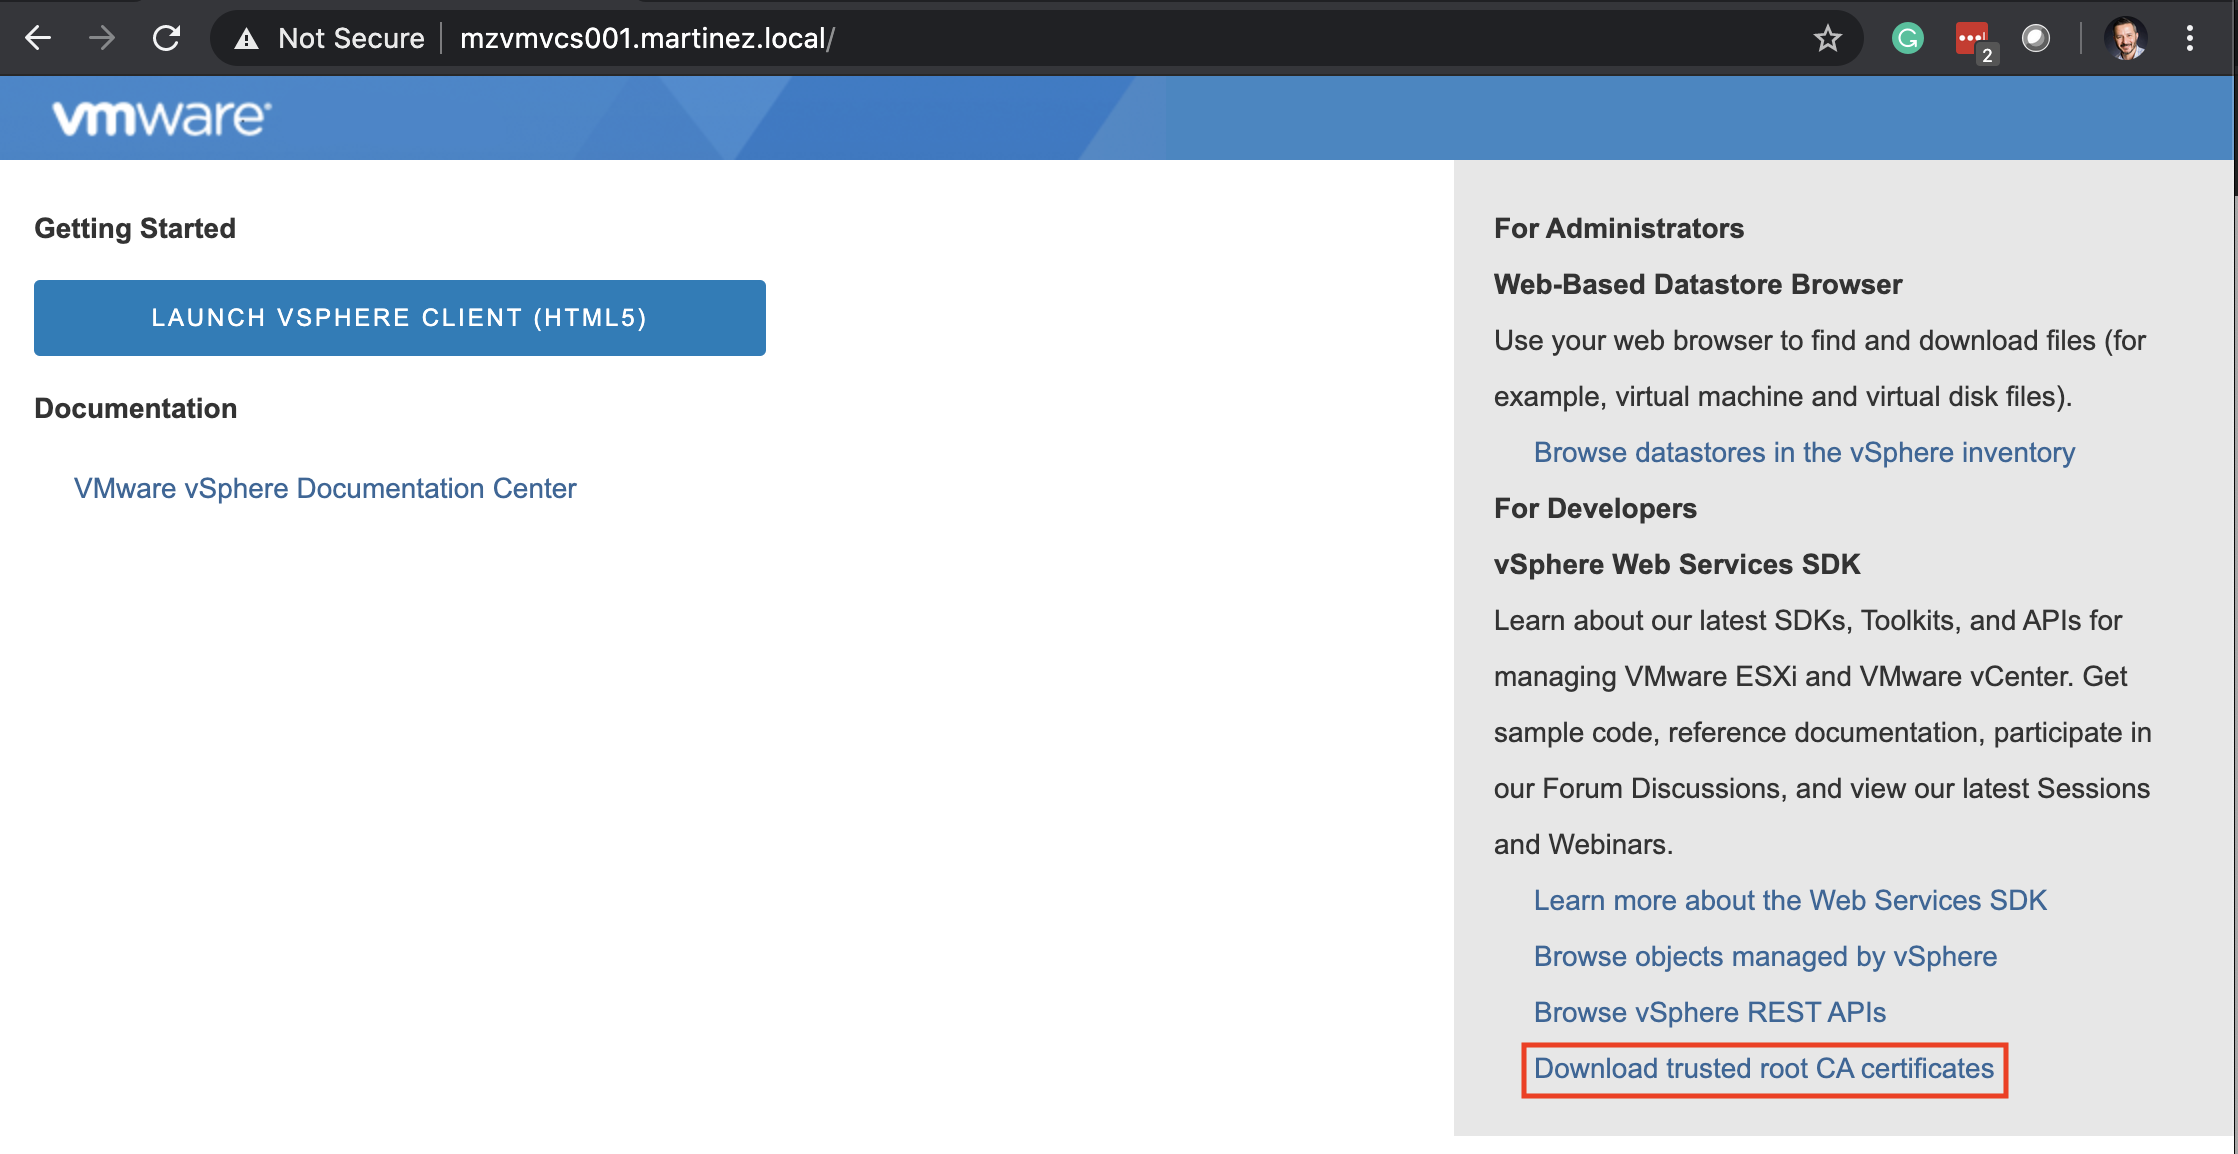 Not Secure | mzvmvcs001.martinez.local/
2
vmware
Getting Started
LAUNCH VSPHERE CLIENT (HTML5)
Documentation
VMware vSphere Documentation Center
For Administrators
Web-Based Datastore Browser
Use your web browser to find and download files (for
example, virtual machine and virtual disk files).
Browse datastores in the vSphere inventory
For Developers
vSphere Web Services SDK
Learn about our latest SDKs, Toolkits, and APIs for
managing VMware ESXi and VMware vCenter. Get
sample code, reference documentation, participate in
our Forum Discussions, and view our latest Sessions
and Webinars.
Learn more about the Web Services SDK
Browse objects managed by vSphere
Browse vSphere REST APIs
Download trusted root CA certificates